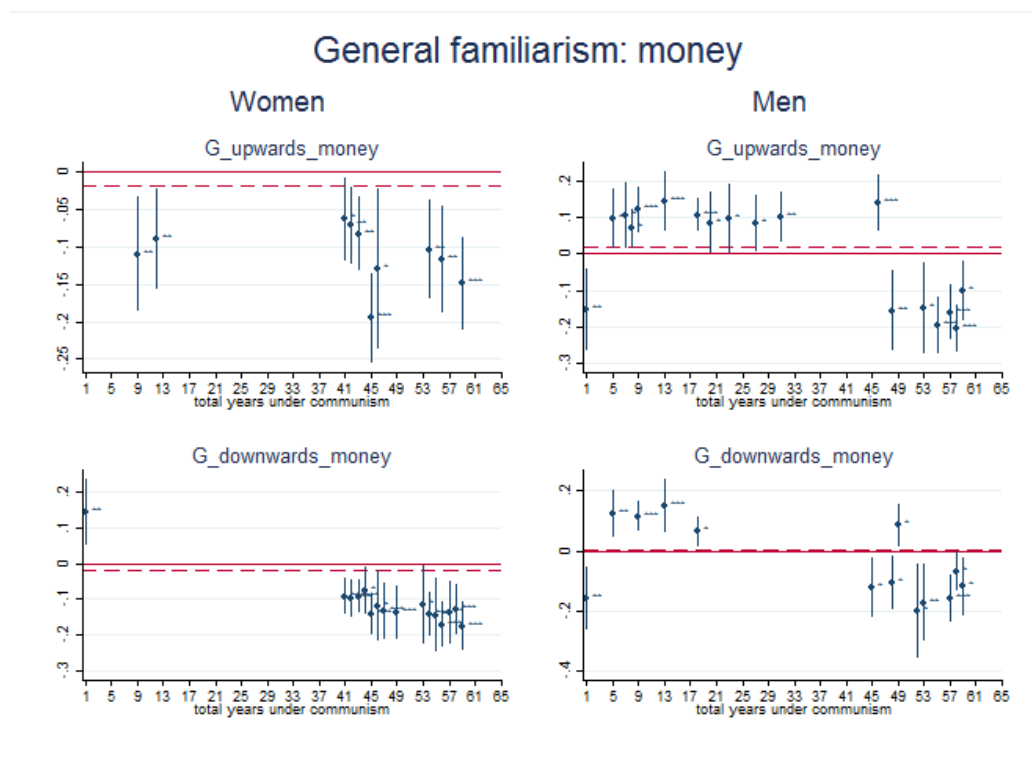 General familiarism: money
Women
Men
G_upwards_money
0
-.05
-.1
-.15
-.2
-.25
1 5 9 13 17 21 25 29 33 37 41 45 49 53 57 61 65
total years under communism
G_upwards_money
.2
.1
0
-.1
-.2
-.3
1 5 9 13 17 21 25 29 33 37 41 45 49 53 57 61 65
total years under communism
G_downwards_money
.2
.1
0
-.1
-.2
-.3
1 5 9 13 17 21 25 29 33 37 41 45 49 53 57 61 65
total years under communism
G_downwards_money
.2
0
-.2
-.4
1 5 9 13 17 21 25 29 33 37 41 45 49 53 57 61 65
total years under communism